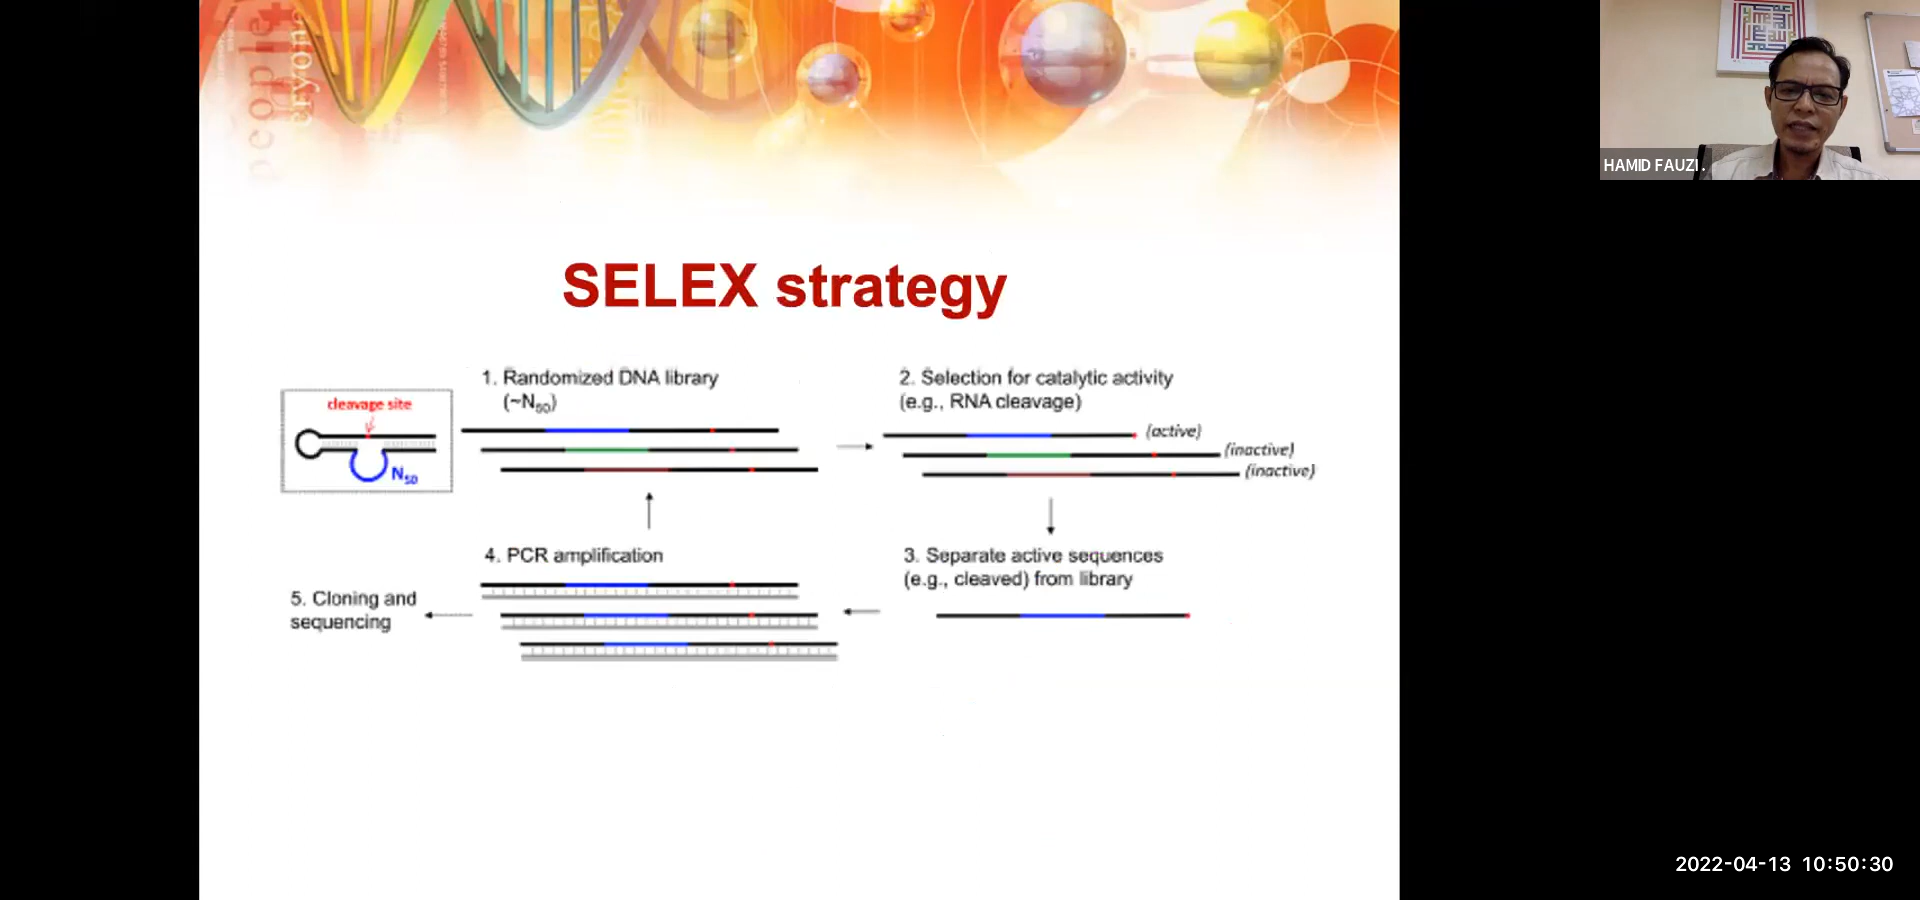 people
eryone
HAMID FAUZI.
SELEX strategy
1. Randomized DNA library
(~N50)
2. Selection for catalytic activity
(e.g., RNA cleavage)
cleavage site
N50
(active)
(inactive)
(inactive)
4. PCR amplification
3. Separate active sequences
(e.g., cleaved) from library
5. Cloning and
sequencing
2022-04-13 10:50:30